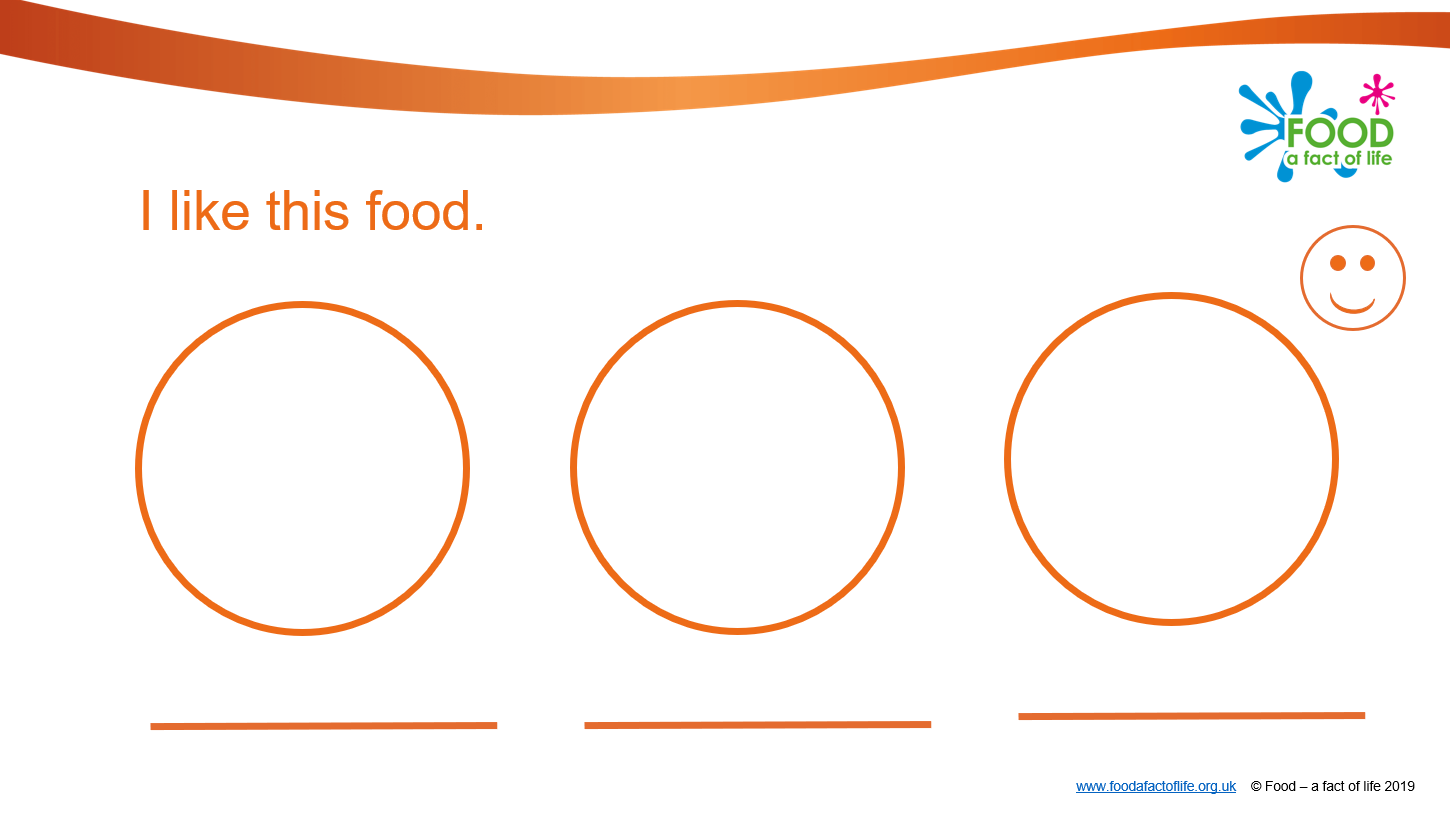 FOOD
a fact of life
I like this food.
www.foodafactoflife.org.uk © Food – a fact of life 2019